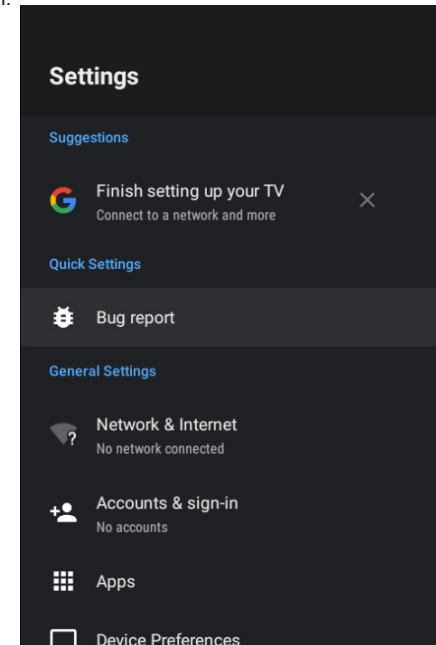 Settings
Suggestions
Finish setting up your TV
Connect to a network and more
Quick Settings
Bug report
General Settings
Network & Internet
No network connected
Accounts & sign-in
No accounts
Apps
Device Preferences